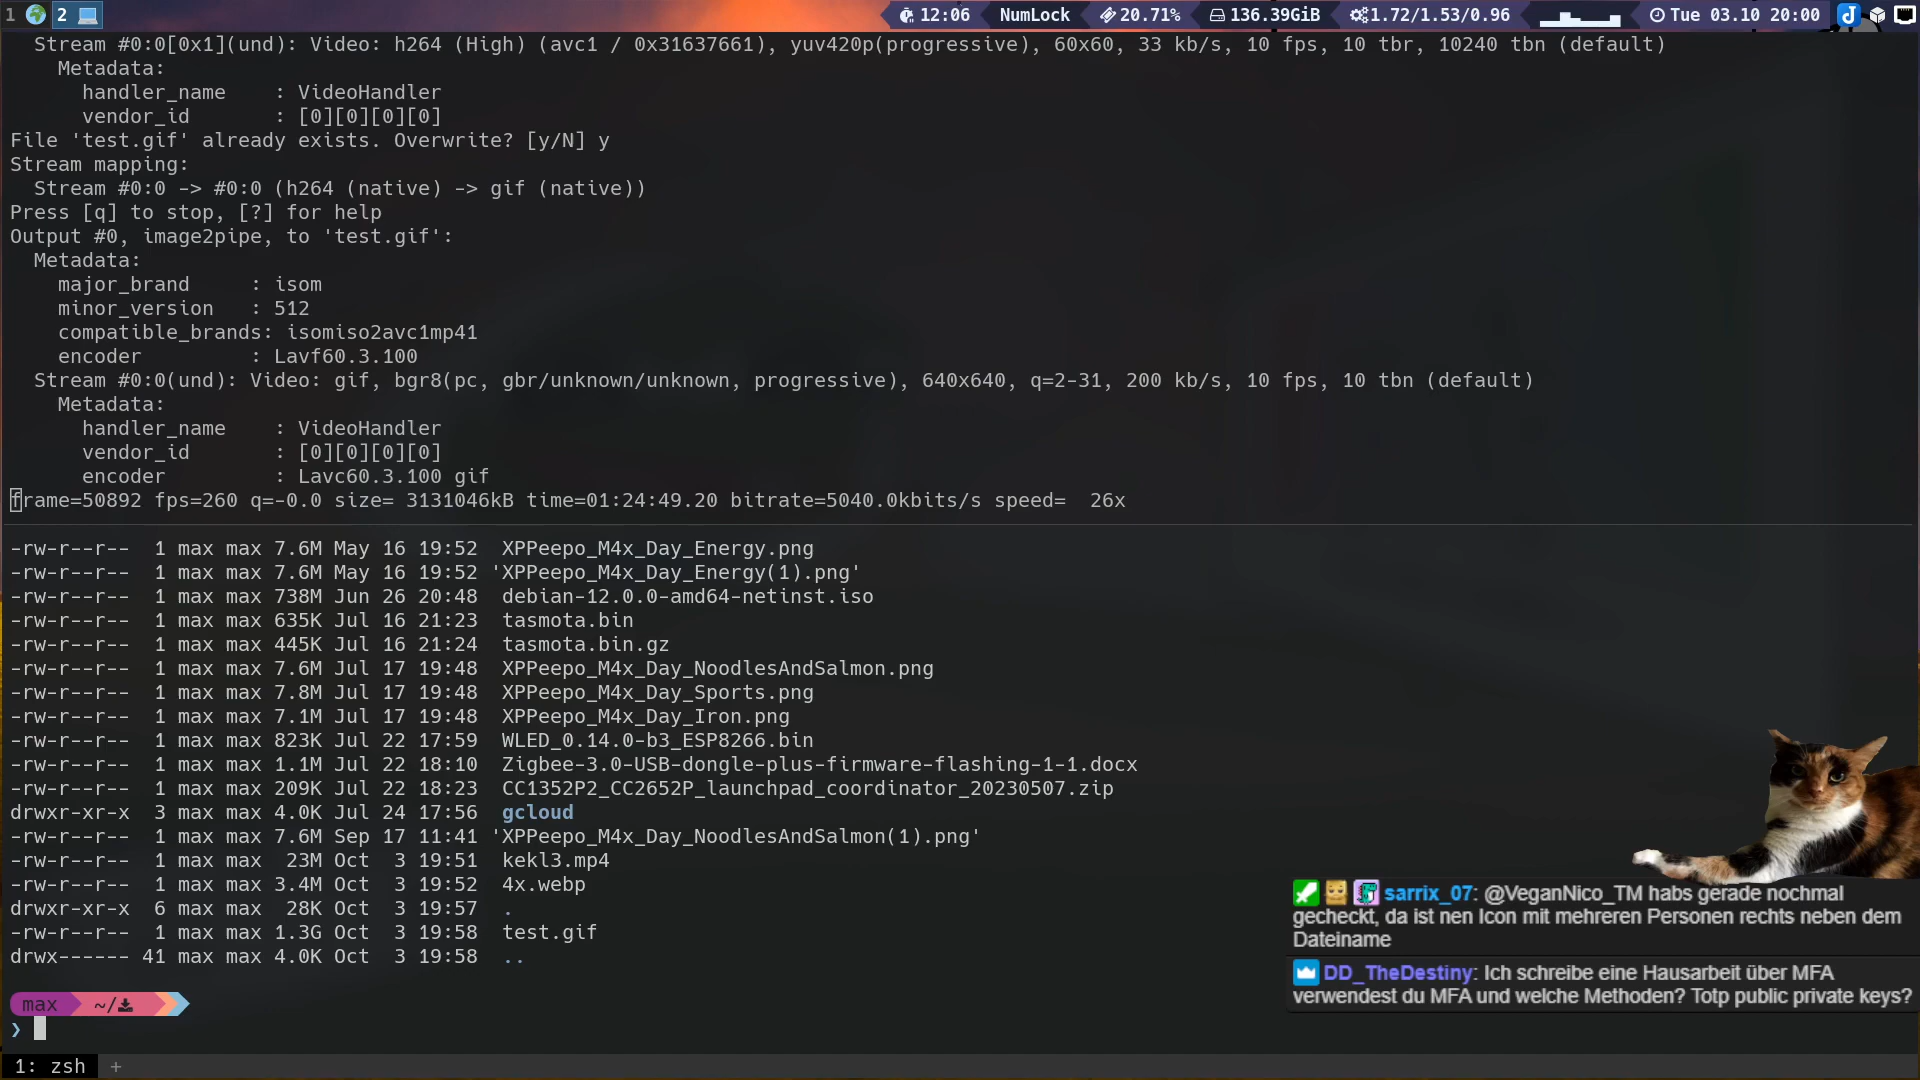 1 2 12:06 NumLock 20.71% 136.39GiB 1.72/1.53/0.96 Tue 03.10 20:00
Stream #0:0[0x1](und): Video: h264 (High) (avc1 / 0x31637661), yuv420p(progressive), 60x60, 33 kb/s, 10 fps, 10 tbr, 10240 tbn (default)
Metadata:
handler_name : VideoHandler
vendor_id : [0][0][0][0]
File 'test.gif' already exists. Overwrite? [y/N] y
Stream mapping:
Stream #0:0 -> #0:0 (h264 (native) -> gif (native))
Press [q] to stop, [?] for help
Output #0, image2pipe, to 'test.gif':
Metadata:
major_brand : isom
minor_version : 512
compatible_brands: isomiso2avc1mp41
encoder : Lavf60.3.100
Stream #0:0(und): Video: gif, bgr8(pc, gbr/unknown/unknown, progressive), 640x640, q=2-31, 200 kb/s, 10 fps, 10 tbn (default)
Metadata:
handler_name : VideoHandler
vendor_id : [0][0][0][0]
encoder : Lavc60.3.100 gif
frame=50892 fps=260 q=-0.0 size= 3131046kB time=01:24:49.20 bitrate=5040.0kbits/s speed= 26x
-rw-r--r-- 1 max max 7.6M May 16 19:52 XPPeepo_M4x_Day_Energy.png
-rw-r--r-- 1 max max 7.6M May 16 19:52 'XPPeepo_M4x_Day_Energy(1).png'
-rw-r--r-- 1 max max 738M Jun 26 20:48 debian-12.0.0-amd64-netinst.iso
-rw-r--r-- 1 max max 635K Jul 16 21:23 tasmota.bin
-rw-r--r-- 1 max max 445K Jul 16 21:24 tasmota.bin.gz
-rw-r--r-- 1 max max 7.6M Jul 17 19:48 XPPeepo_M4x_Day_NoodlesAndSalmon.png
-rw-r--r-- 1 max max 7.8M Jul 17 19:48 XPPeepo_M4x_Day_Sports.png
-rw-r--r-- 1 max max 7.1M Jul 17 19:48 XPPeepo_M4x_Day_Iron.png
-rw-r--r-- 1 max max 823K Jul 22 17:59 WLED_0.14.0-b3_ESP8266.bin
-rw-r--r-- 1 max max 1.1M Jul 22 18:10 Zigbee-3.0-USB-dongle-plus-firmware-flashing-1-1.docx
-rw-r--r-- 1 max max 209K Jul 22 18:23 CC1352P2_CC2652P_launchpad_coordinator_20230507.zip
drwxr-xr-x 3 max max 4.0K Jul 24 17:56 gcloud
-rw-r--r-- 1 max max 7.6M Sep 17 11:41 'XPPeepo_M4x_Day_NoodlesAndSalmon(1).png'
-rw-r--r-- 1 max max 23M Oct 3 19:51 kekl3.mp4
-rw-r--r-- 1 max max 3.4M Oct 3 19:52 4x.webp
drwxr-xr-x 6 max max 28K Oct 3 19:57 .
-rw-r--r-- 1 max max 1.3G Oct 3 19:58 test.gif
drwx------ 41 max max 4.0K Oct 3 19:58 ..
max ~/
❯
sarrix_07: @VeganNico_TM habs gerade nochmal
gecheckt, da ist nen Icon mit mehreren Personen rechts neben dem
Dateiname
DD_TheDestiny: Ich schreibe eine Hausarbeit über MFA
verwendest du MFA und welche Methoden? Totp public private keys?
1: zsh +